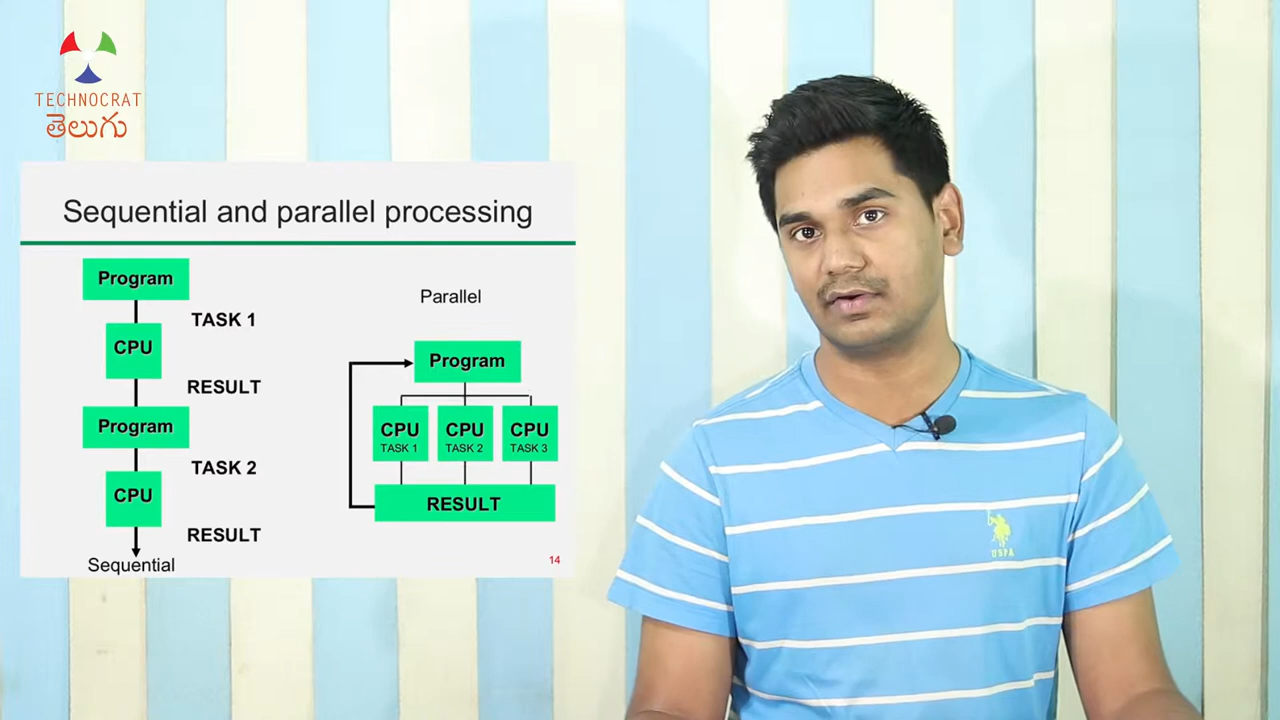 TECHNOCRAT
తెలుగు
Sequential and parallel processing
Program
TASK 1
CPU
RESULT
Program
TASK 2
CPU
RESULT
Sequential
Parallel
Program
CPU CPU CPU
TASK 1 TASK 2 TASK 3
RESULT
14
USPA